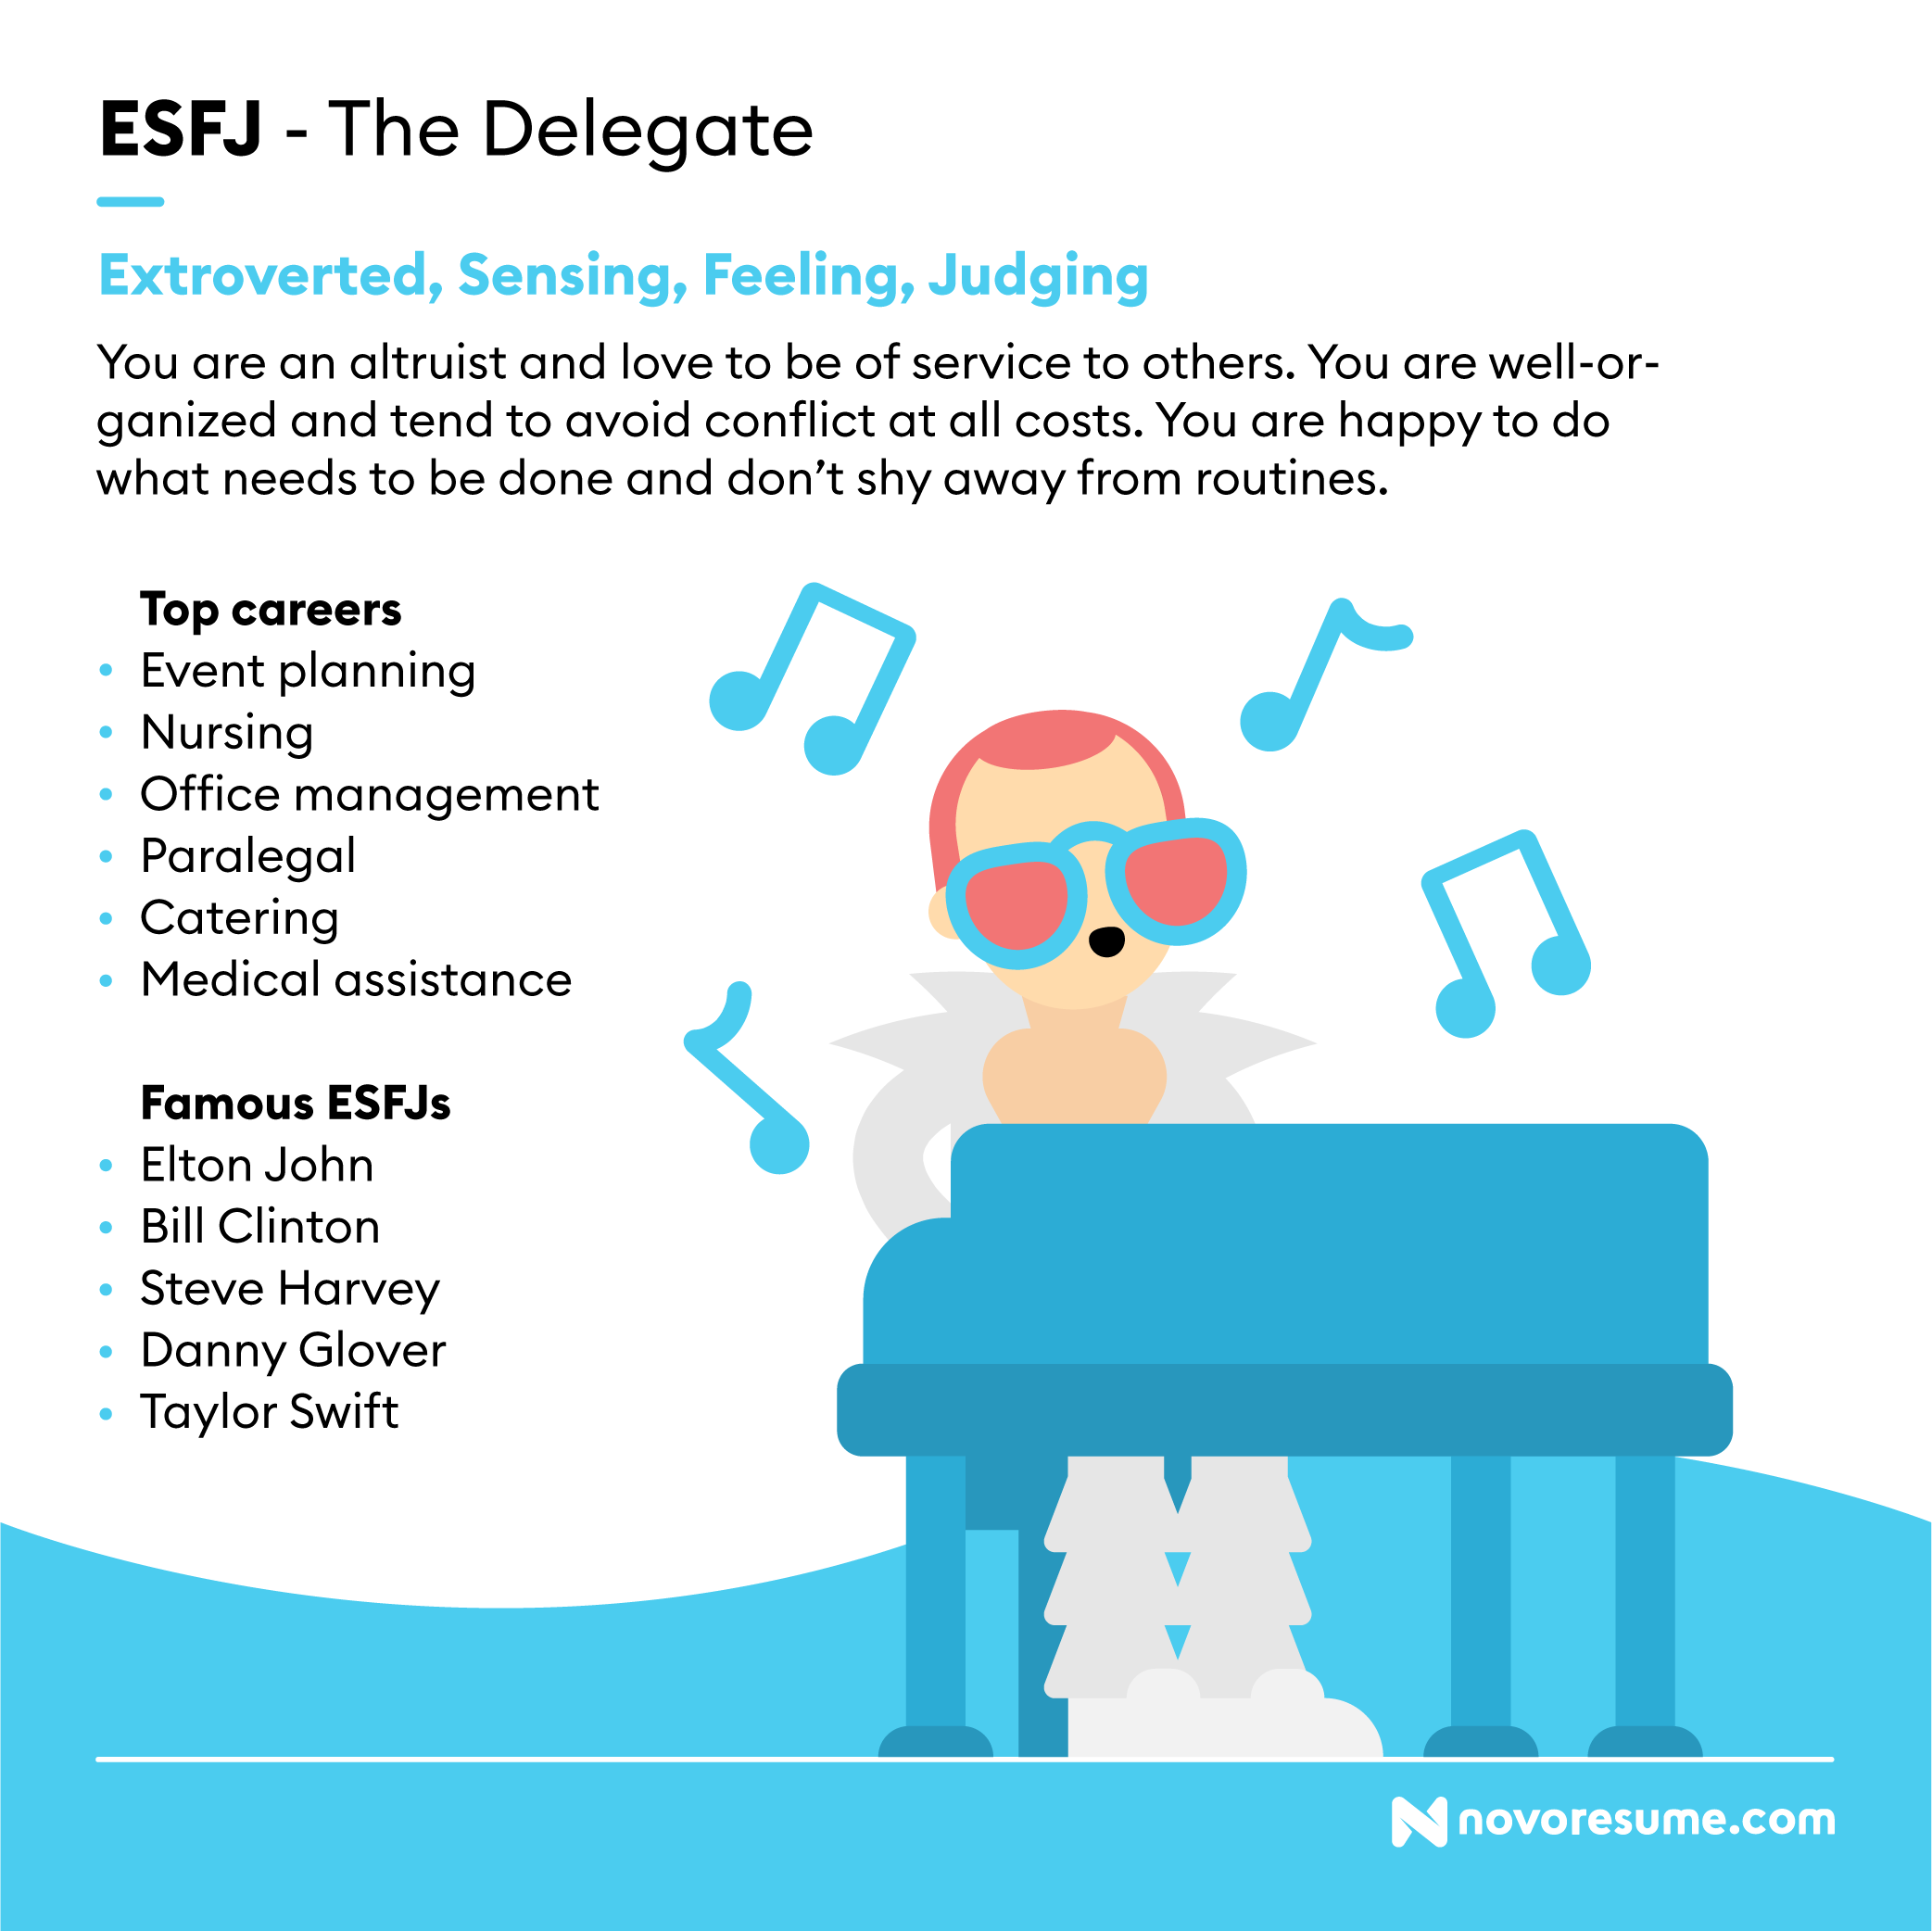 ESFJ - The Delegate
Extroverted, Sensing, Feeling, Judging
You are an altruist and love to be of service to others. You are well-or-
ganized and tend to avoid conflict at all costs. You are happy to do
what needs to be done and don’t shy away from routines.
Top careers
• Event planning
• Nursing
• Office management
• Paralegal
• Catering
• Medical assistance
Famous ESFJs
• Elton John
• Bill Clinton
• Steve Harvey
• Danny Glover
• Taylor Swift
novoresume.com